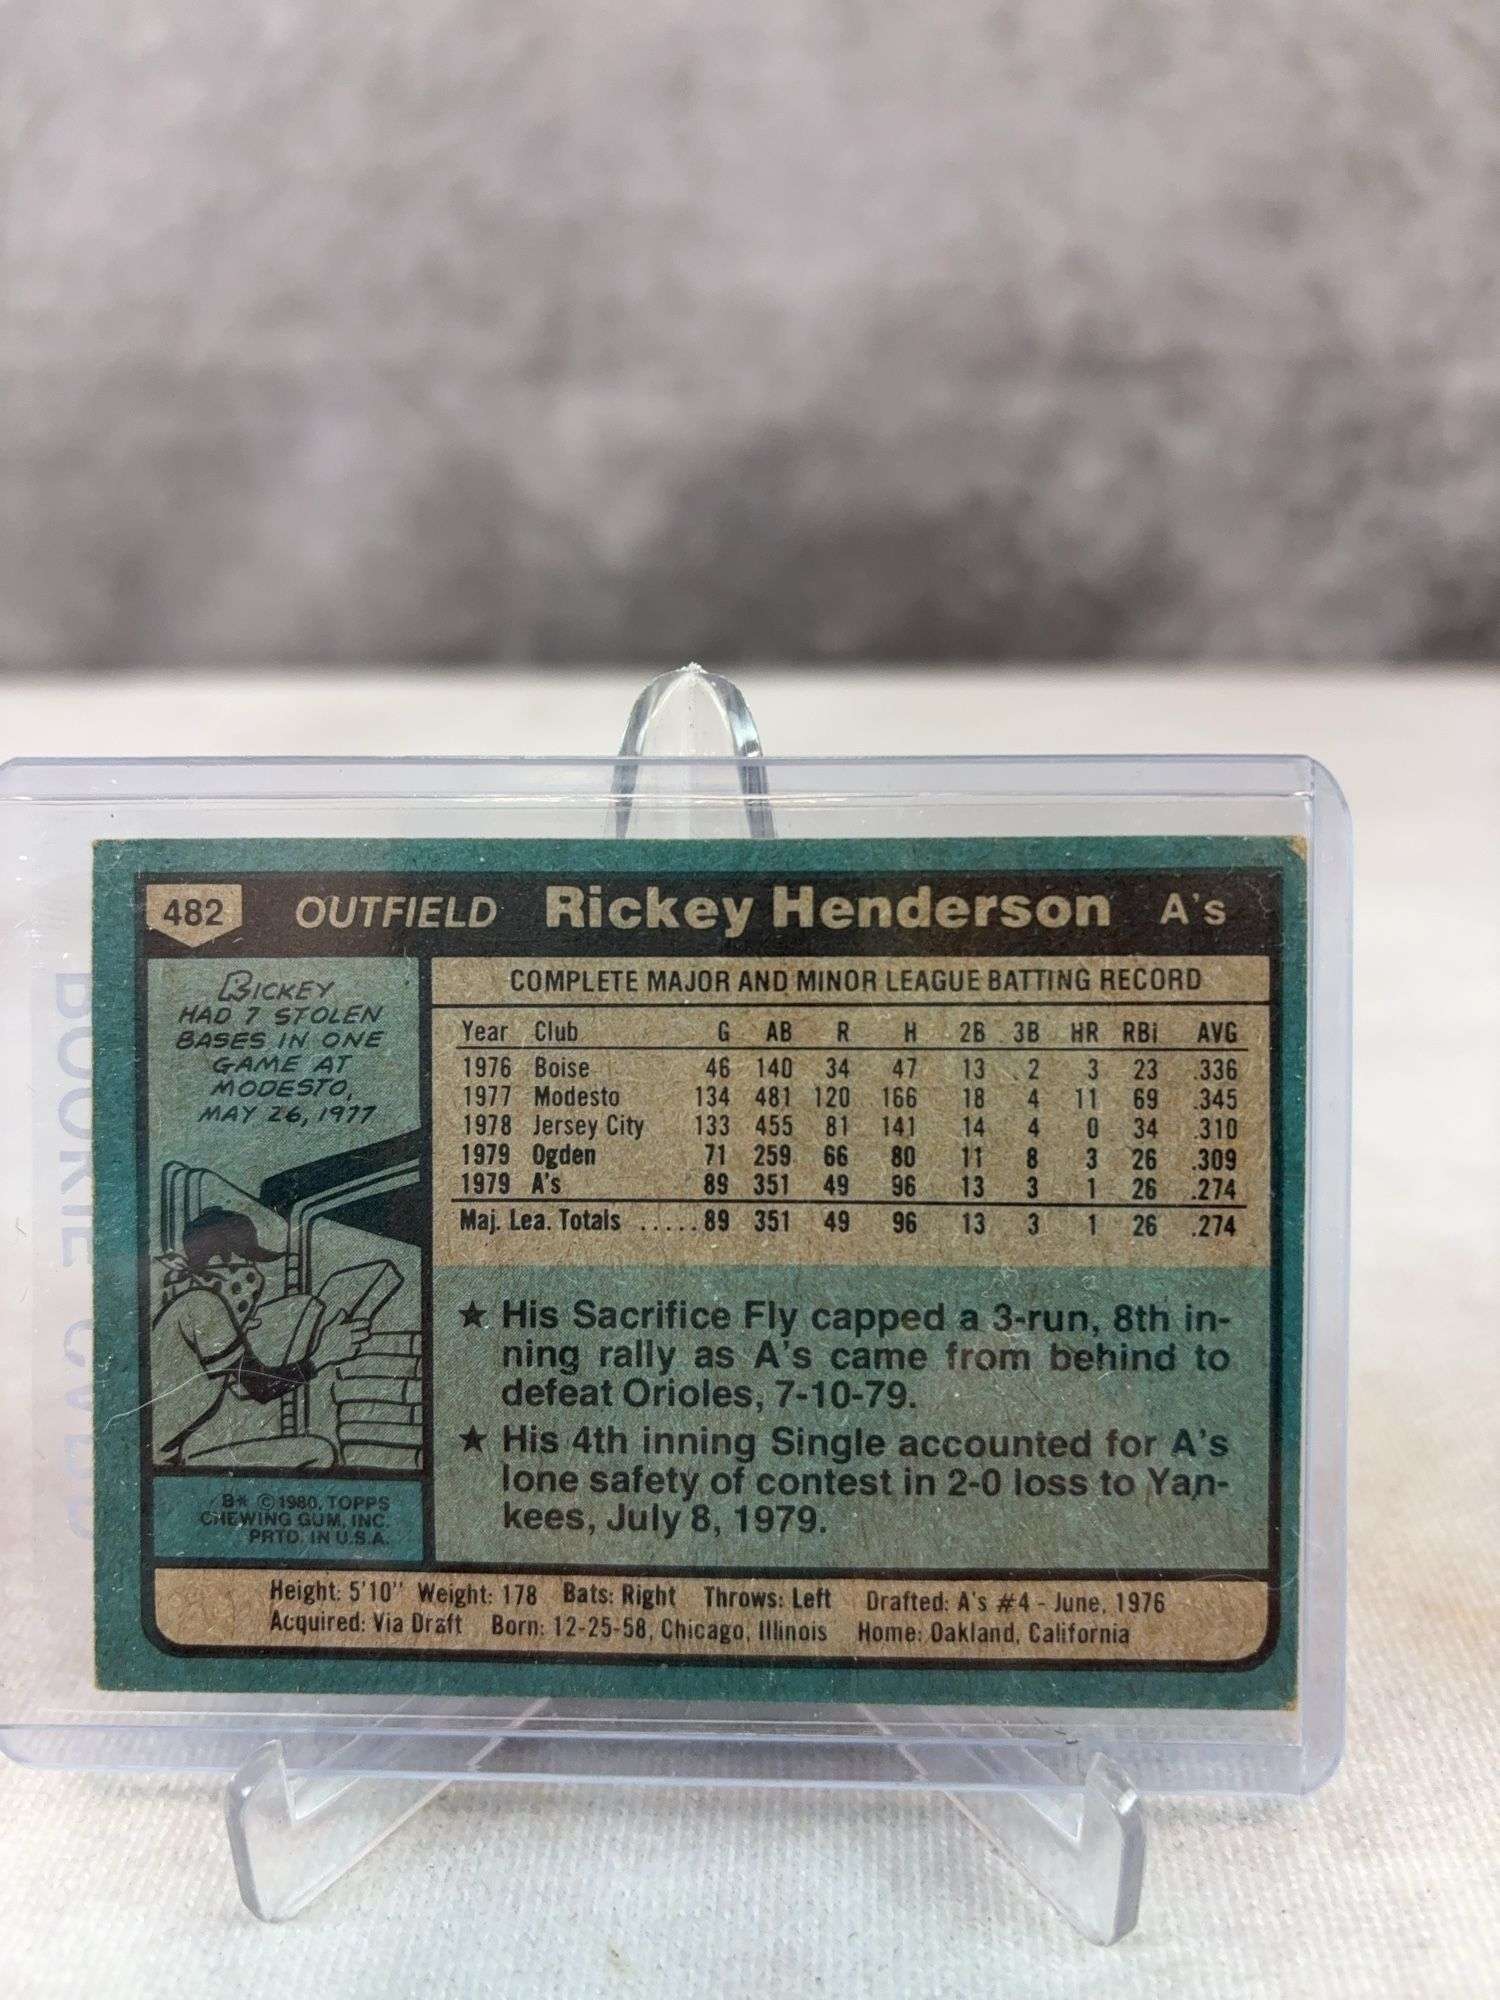 482 OUTFIELD Rickey Henderson A's
RICKEY
HAD 7 STOLEN
BASES IN ONE
GAME AT
MODESTO,
MAY 26, 1977
COMPLETE MAJOR AND MINOR LEAGUE BATTING RECORD
Year Club G AB R H 2B 3B HR RBI AVG
1976 Boise 46 140 34 47 13 2 3 23 .336
1977 Modesto 134 481 120 166 18 4 11 69 .345
1978 Jersey City 133 455 81 141 14 4 0 34 .310
1979 Ogden 71 259 66 80 11 8 3 26 .309
1979 A's 89 351 49 96 13 3 1 26 .274
Maj. Lea. Totals .....89 351 49 96 13 3 1 26 .274
★ His Sacrifice Fly capped a 3-run, 8th in-
ning rally as A's came from behind to
defeat Orioles, 7-10-79.
★ His 4th inning Single accounted for A's
lone safety of contest in 2-0 loss to Yan-
kees, July 8, 1979.
B* ©1980, TOPPS
CHEWING GUM, INC.
PRTD. IN U.S.A.
Height: 5'10" Weight: 178 Bats: Right Throws: Left Drafted: A's #4 - June, 1976
Acquired: Via Draft Born: 12-25-58, Chicago, Illinois Home: Oakland, California